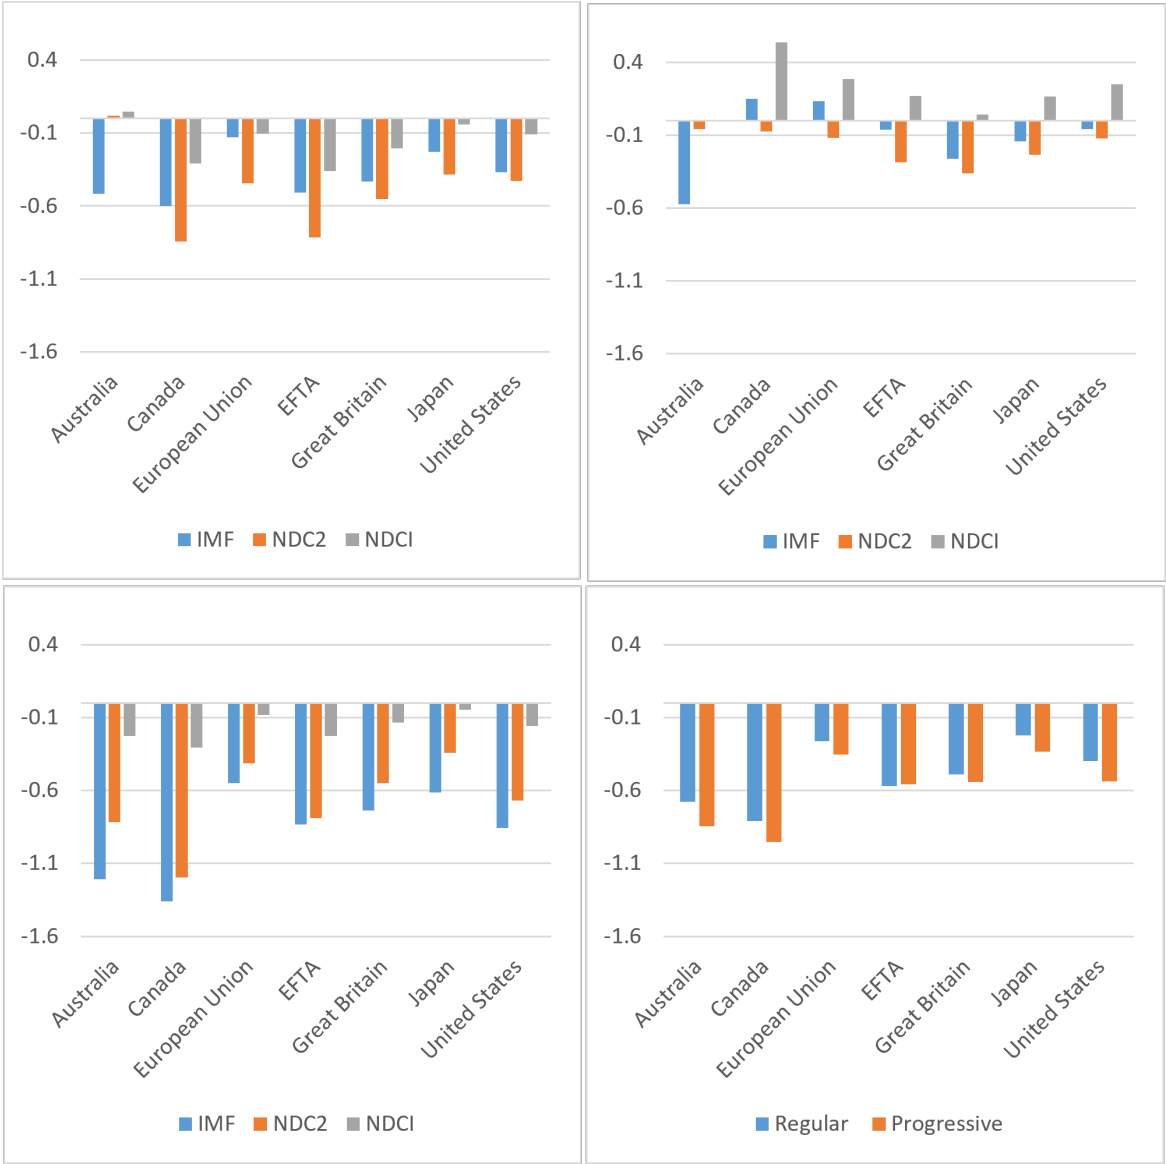 0.4
-0.1
-0.6
-1.1
-1.6
Australia
Canada
European Union
EFTA
Great Britain
Japan
United States
IMF NDC2 NDCI
0.4
-0.1
-0.6
-1.1
-1.6
Australia
Canada
European Union
EFTA
Great Britain
Japan
United States
IMF NDC2 NDCI
0.4
-0.1
-0.6
-1.1
-1.6
Australia
Canada
European Union
EFTA
Great Britain
Japan
United States
IMF NDC2 NDCI
0.4
-0.1
-0.6
-1.1
-1.6
Australia
Canada
European Union
EFTA
Great Britain
Japan
United States
Regular Progressive